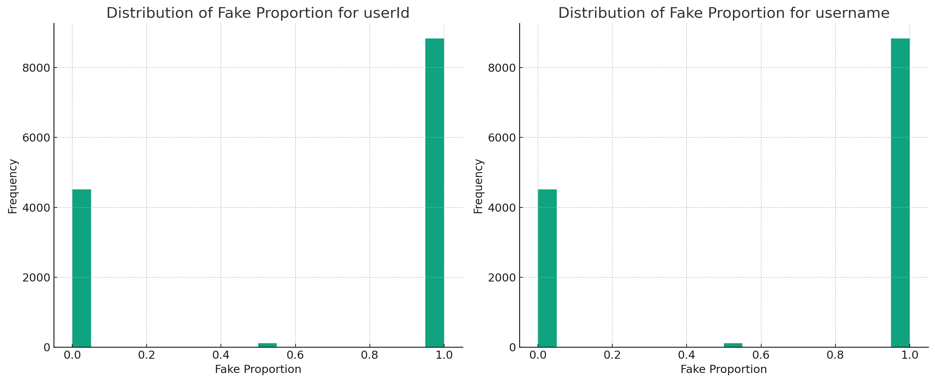 Distribution of Fake Proportion for userId
Frequency
8000
6000
4000
2000
0
0.0 0.2 0.4 0.6 0.8 1.0
Fake Proportion
Distribution of Fake Proportion for username
Frequency
8000
6000
4000
2000
0
0.0 0.2 0.4 0.6 0.8 1.0
Fake Proportion